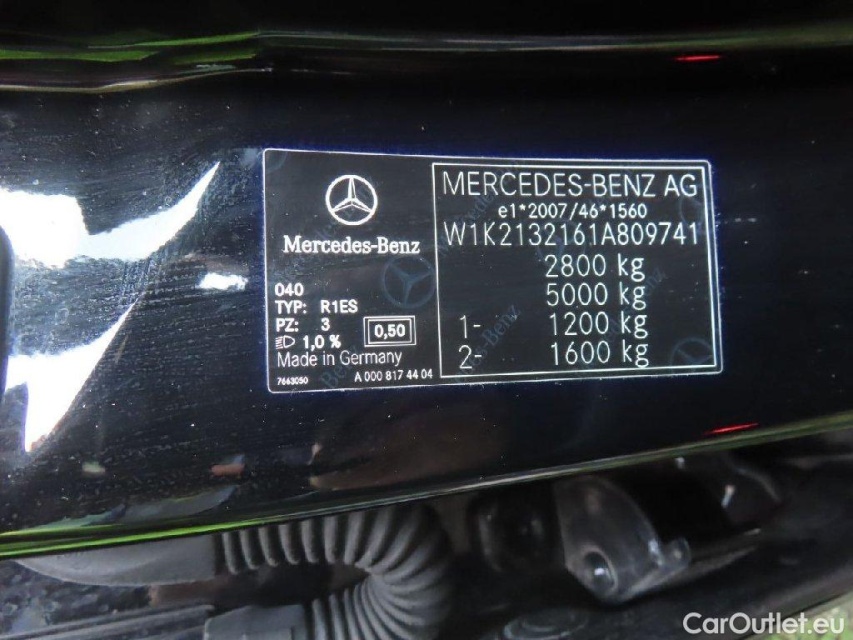 Mercedes-Benz
040
TYP: R1ES
PZ: 3
0,50
1,0 %
Made in Germany
7663050
A 000 817 44 04
MERCEDES-BENZ AG
e1*2007/46*1560
W1K2132161A809741
2800 kg
5000 kg
1- 1200 kg
2- 1600 kg
CarOutlet.eu